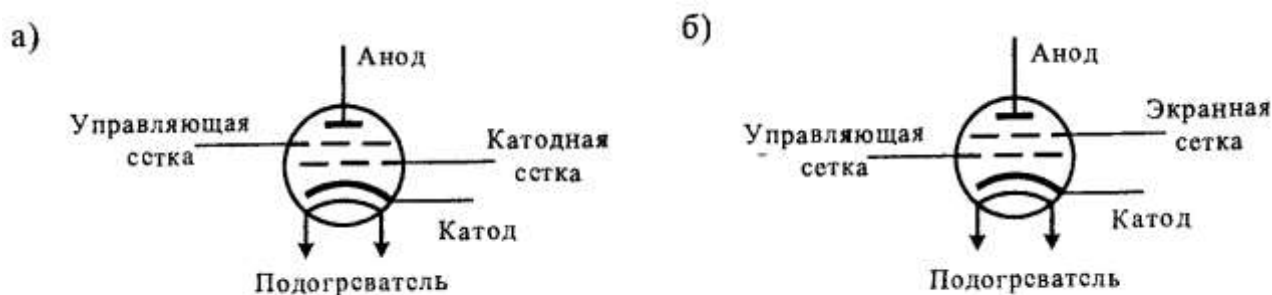 а)
Анод
Управляющая
сетка
Катодная
сетка
Катод
Подогреватель
б)
Анод
Управляющая
сетка
Экранная
сетка
Катод
Подогреватель